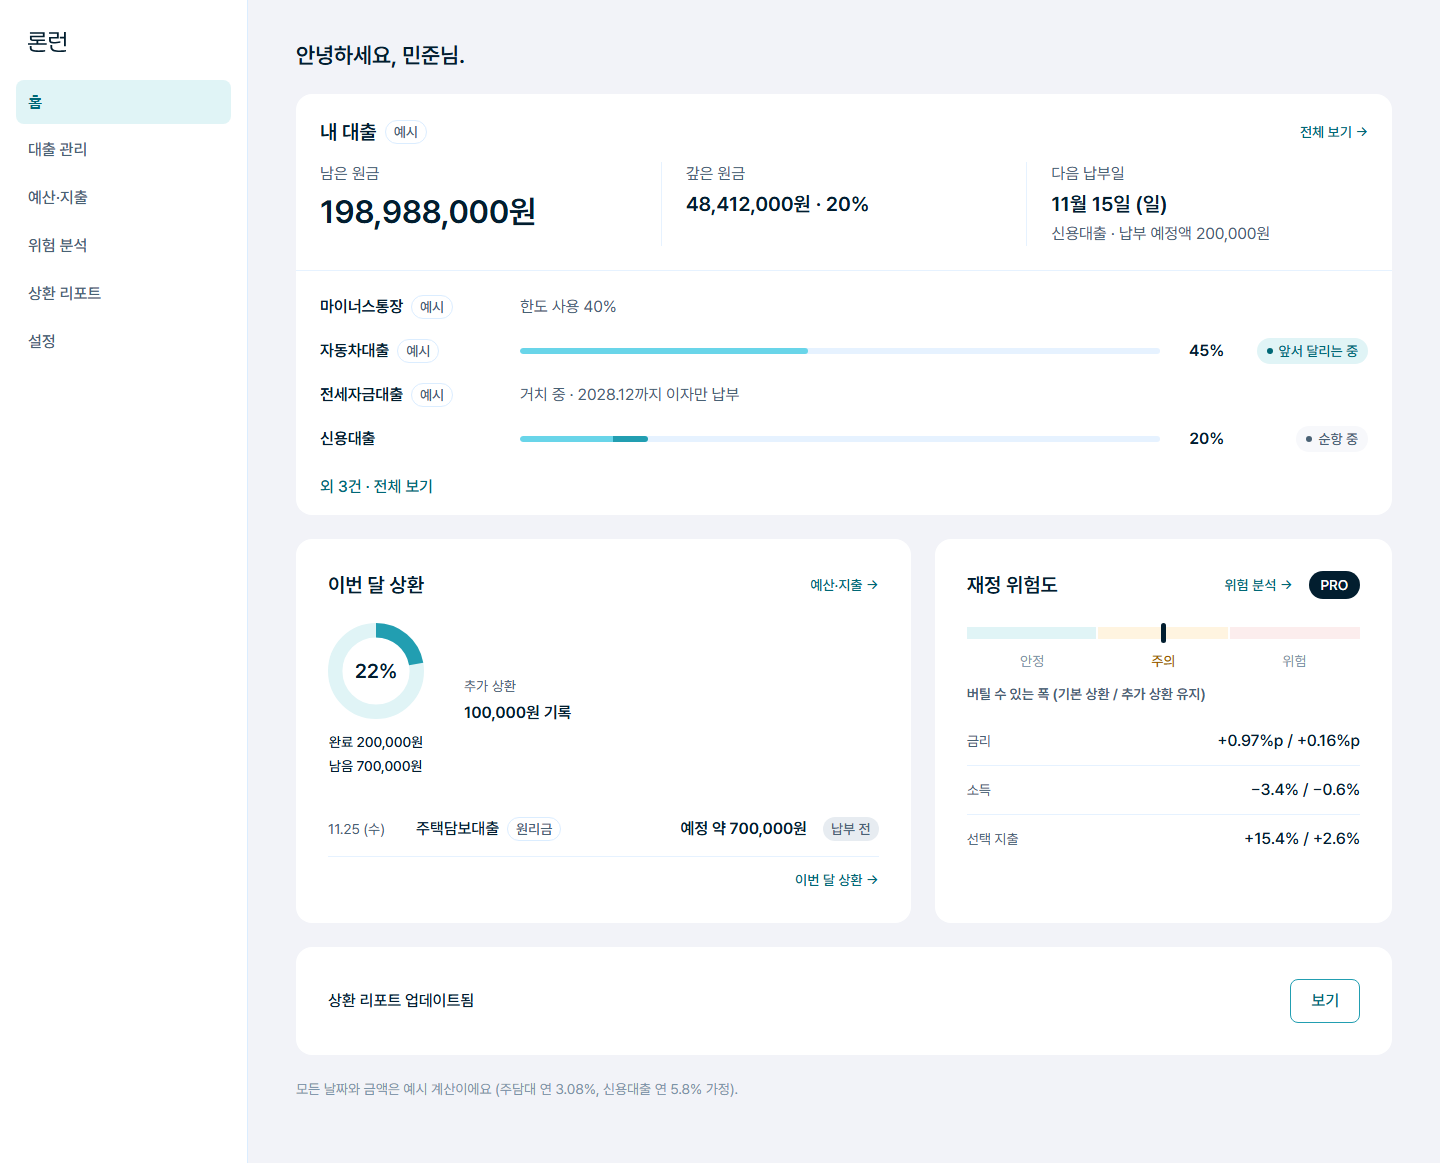 론런
홈
대출 관리
예산·지출
위험 분석
상환 리포트
설정
안녕하세요, 민준님.
내 대출 예시
전체 보기 →
남은 원금
198,988,000원
갚은 원금
48,412,000원 · 20%
다음 납부일
11월 15일 (일)
신용대출 · 납부 예정액 200,000원
마이너스통장 예시 한도 사용 40%
자동차대출 예시 45% 앞서 달리는 중
전세자금대출 예시 거치 중 · 2028.12까지 이자만 납부
신용대출 20% 순항 중
외 3건 · 전체 보기
이번 달 상환
예산·지출 →
22%
완료 200,000원
남음 700,000원
추가 상환
100,000원 기록
11.25 (수) 주택담보대출 원리금 예정 약 700,000원 납부 전
이번 달 상환 →
재정 위험도
위험 분석 →
PRO
안정 주의 위험
버틸 수 있는 폭 (기본 상환 / 추가 상환 유지)
금리 +0.97%p / +0.16%p
소득 −3.4% / −0.6%
선택 지출 +15.4% / +2.6%
상환 리포트 업데이트됨
보기
모든 날짜와 금액은 예시 계산이에요 (주담대 연 3.08%, 신용대출 연 5.8% 가정).